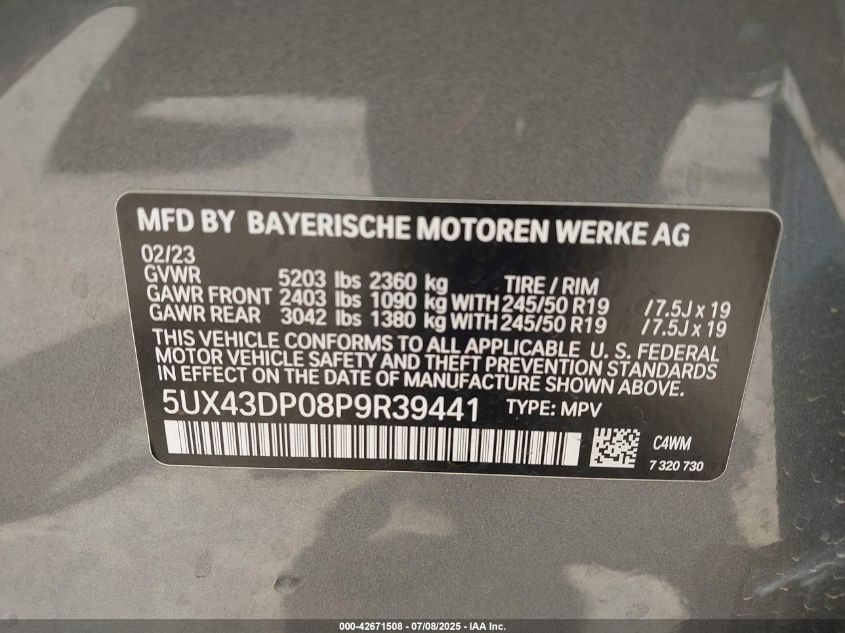 MFD BY BAYERISCHE MOTOREN WERKE AG
02/23
GVWR 5203 lbs 2360 kg TIRE / RIM
GAWR FRONT 2403 lbs 1090 kg WITH 245/50 R19 / 7.5J x 19
GAWR REAR 3042 lbs 1380 kg WITH 245/50 R19 / 7.5J x 19
THIS VEHICLE CONFORMS TO ALL APPLICABLE U. S. FEDERAL
MOTOR VEHICLE SAFETY AND THEFT PREVENTION STANDARDS
IN EFFECT ON THE DATE OF MANUFACTURE SHOWN ABOVE.
5UX43DP08P9R39441 TYPE: MPV
C4WM
7 320 730
000-42671508 - 07/08/2025 - IAA Inc.